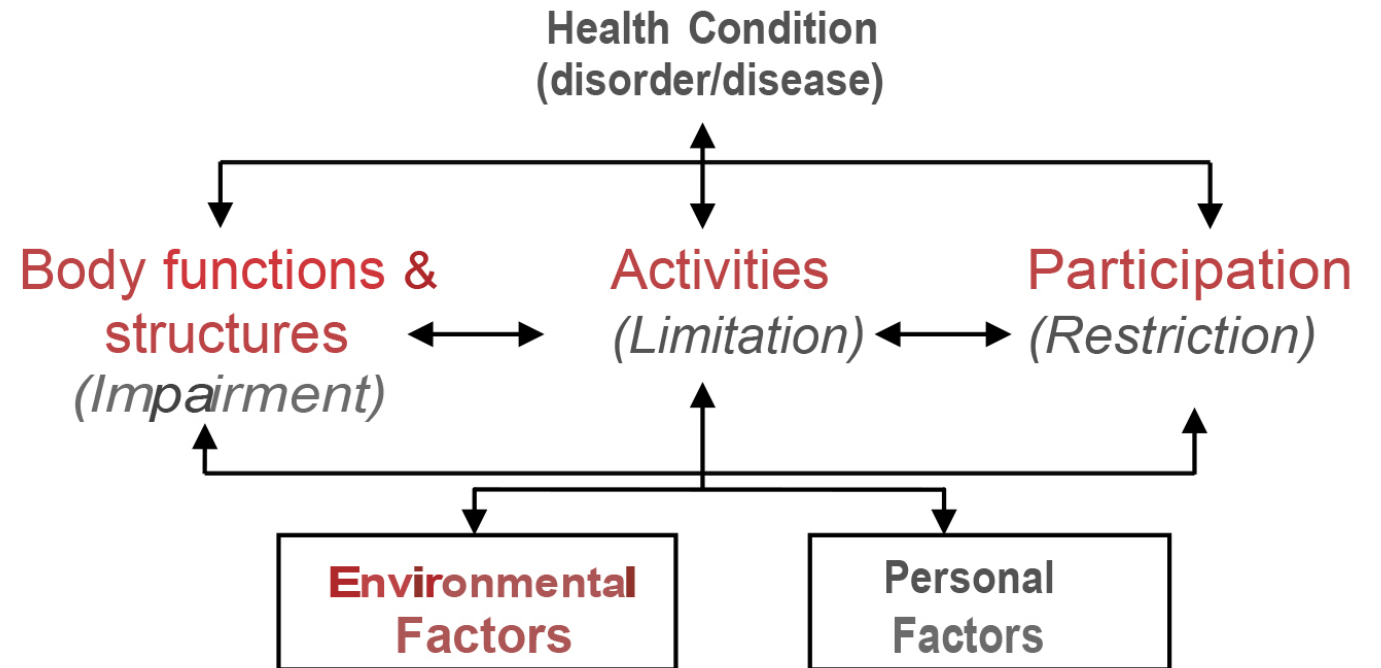 Health Condition
(disorder/disease)
Body functions &
structures
(Impairment)
Activities
(Limitation)
Participation
(Restriction)
Environmental
Factors
Personal
Factors